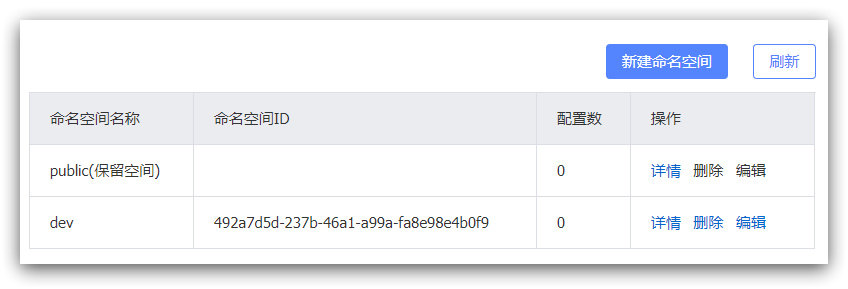 新建命名空间 刷新
命名空间名称 命名空间ID 配置数 操作
public(保留空间) 0 详情 删除 编辑
dev 492a7d5d-237b-46a1-a99a-fa8e98e4b0f9 0 详情 删除 编辑